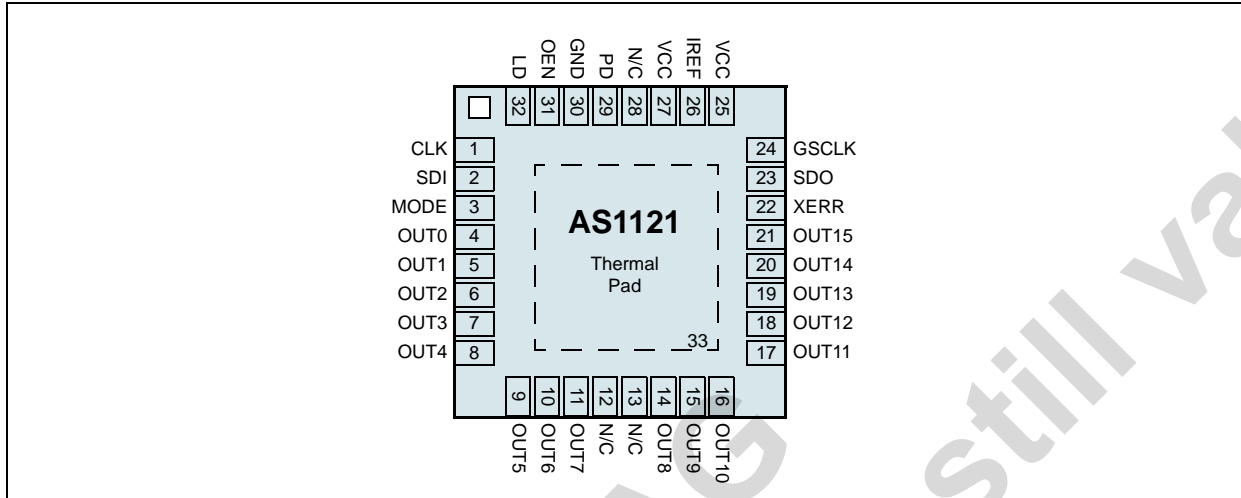 LD OEN GND PD N/C VCC IREF VCC
32 31 30 29 28 27 26 25
CLK 1
SDI 2
MODE 3
OUT0 4
OUT1 5
OUT2 6
OUT3 7
OUT4 8
AS1121
Thermal
Pad
33
24 GSCLK
23 SDO
22 XERR
21 OUT15
20 OUT14
19 OUT13
18 OUT12
17 OUT11
9 10 11 12 13 14 15 16
OUT5 OUT6 OUT7 N/C N/C OUT8 OUT9 OUT10
AG
still